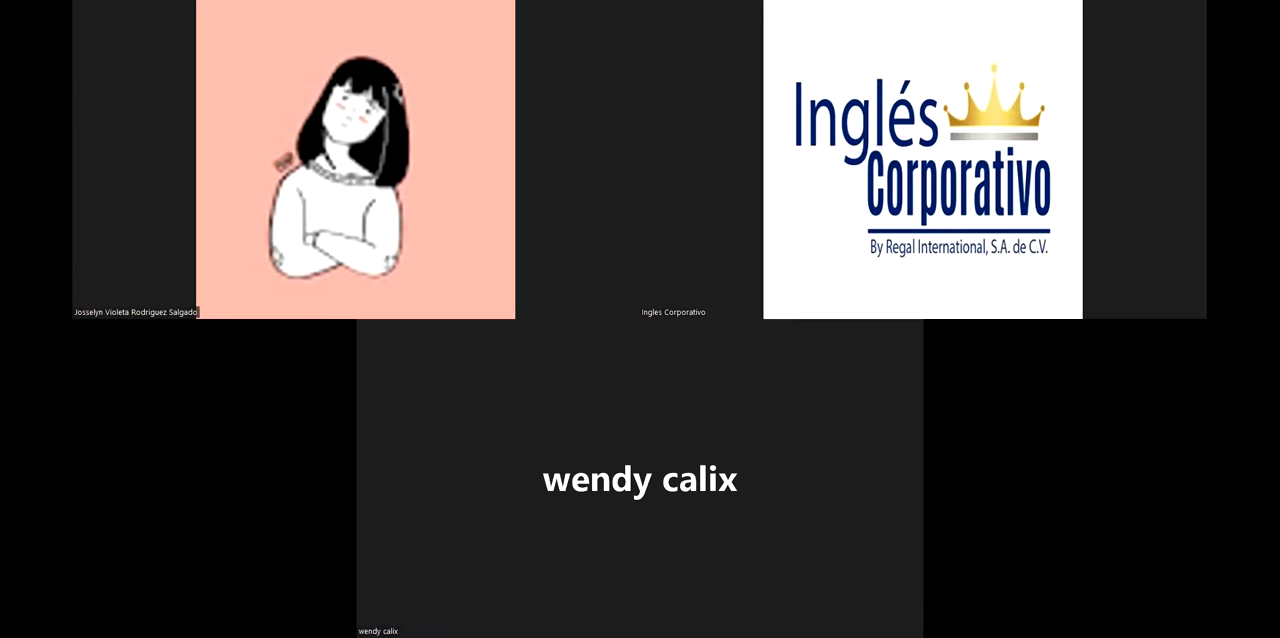 Inglés
Corporativo
By Regal International, S.A. de C.V.
Josselyn Violeta Rodriguez Salgado
Ingles Corporativo
wendy calix
wendy calix